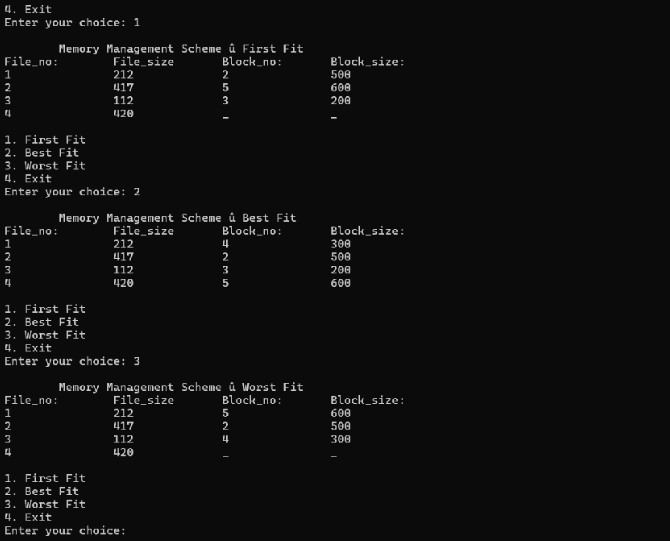 4. Exit
Enter your choice: 1
Memory Management Scheme û First Fit
File_no: File_size Block_no: Block_size:
1 212 2 500
2 417 5 600
3 112 3 200
4 420 _ _
1. First Fit
2. Best Fit
3. Worst Fit
4. Exit
Enter your choice: 2
Memory Management Scheme û Best Fit
File_no: File_size Block_no: Block_size:
1 212 4 300
2 417 2 500
3 112 3 200
4 420 5 600
1. First Fit
2. Best Fit
3. Worst Fit
4. Exit
Enter your choice: 3
Memory Management Scheme û Worst Fit
File_no: File_size Block_no: Block_size:
1 212 5 600
2 417 2 500
3 112 4 300
4 420 _ _
1. First Fit
2. Best Fit
3. Worst Fit
4. Exit
Enter your choice: